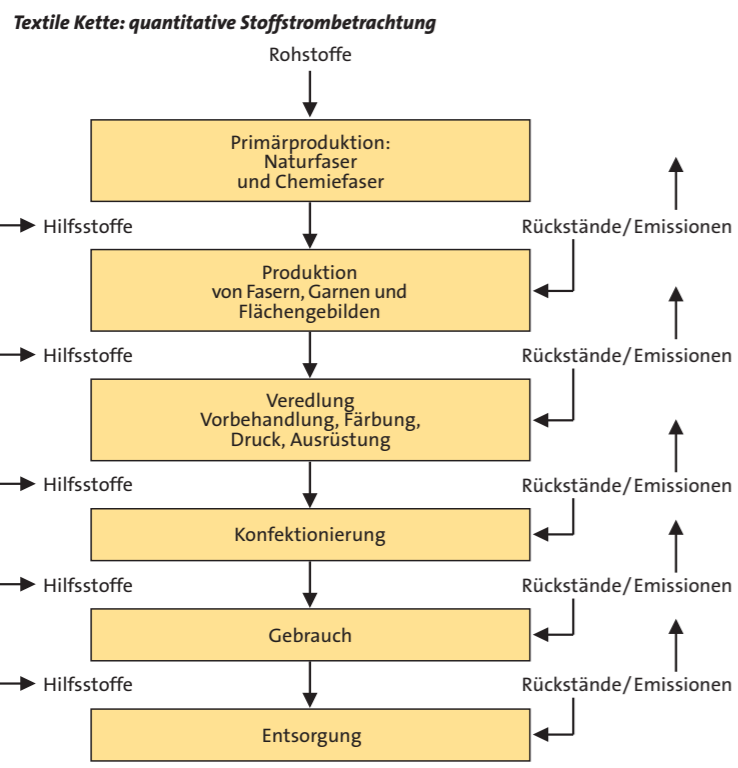 Textile Kette: quantitative Stoffstrombetrachtung
Rohstoffe
Primärproduktion:
Naturfaser
und Chemiefaser
Hilfsstoffe
Rückstände/Emissionen
Produktion
von Fasern, Garnen und
Flächengebilden
Hilfsstoffe
Rückstände/Emissionen
Veredlung
Vorbehandlung, Färbung,
Druck, Ausrüstung
Hilfsstoffe
Rückstände/Emissionen
Konfektionierung
Hilfsstoffe
Rückstände/Emissionen
Gebrauch
Hilfsstoffe
Rückstände/Emissionen
Entsorgung